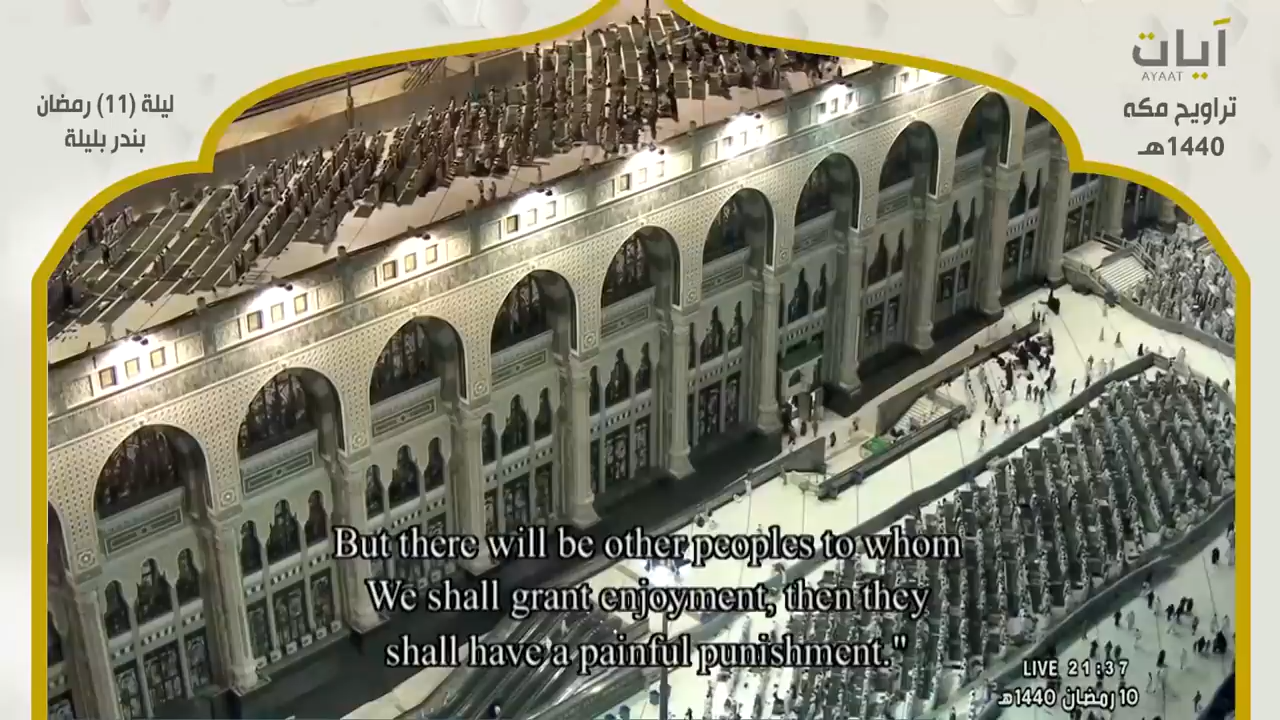 آيات
AYAAT
تراويح مكه
1440هـ
ليلة (11) رمضان
بندر بليلة
But there will be other peoples to whom
We shall grant enjoyment, then they
shall have a painful punishment."
LIVE 21:37
10 رمضان 1440هـ